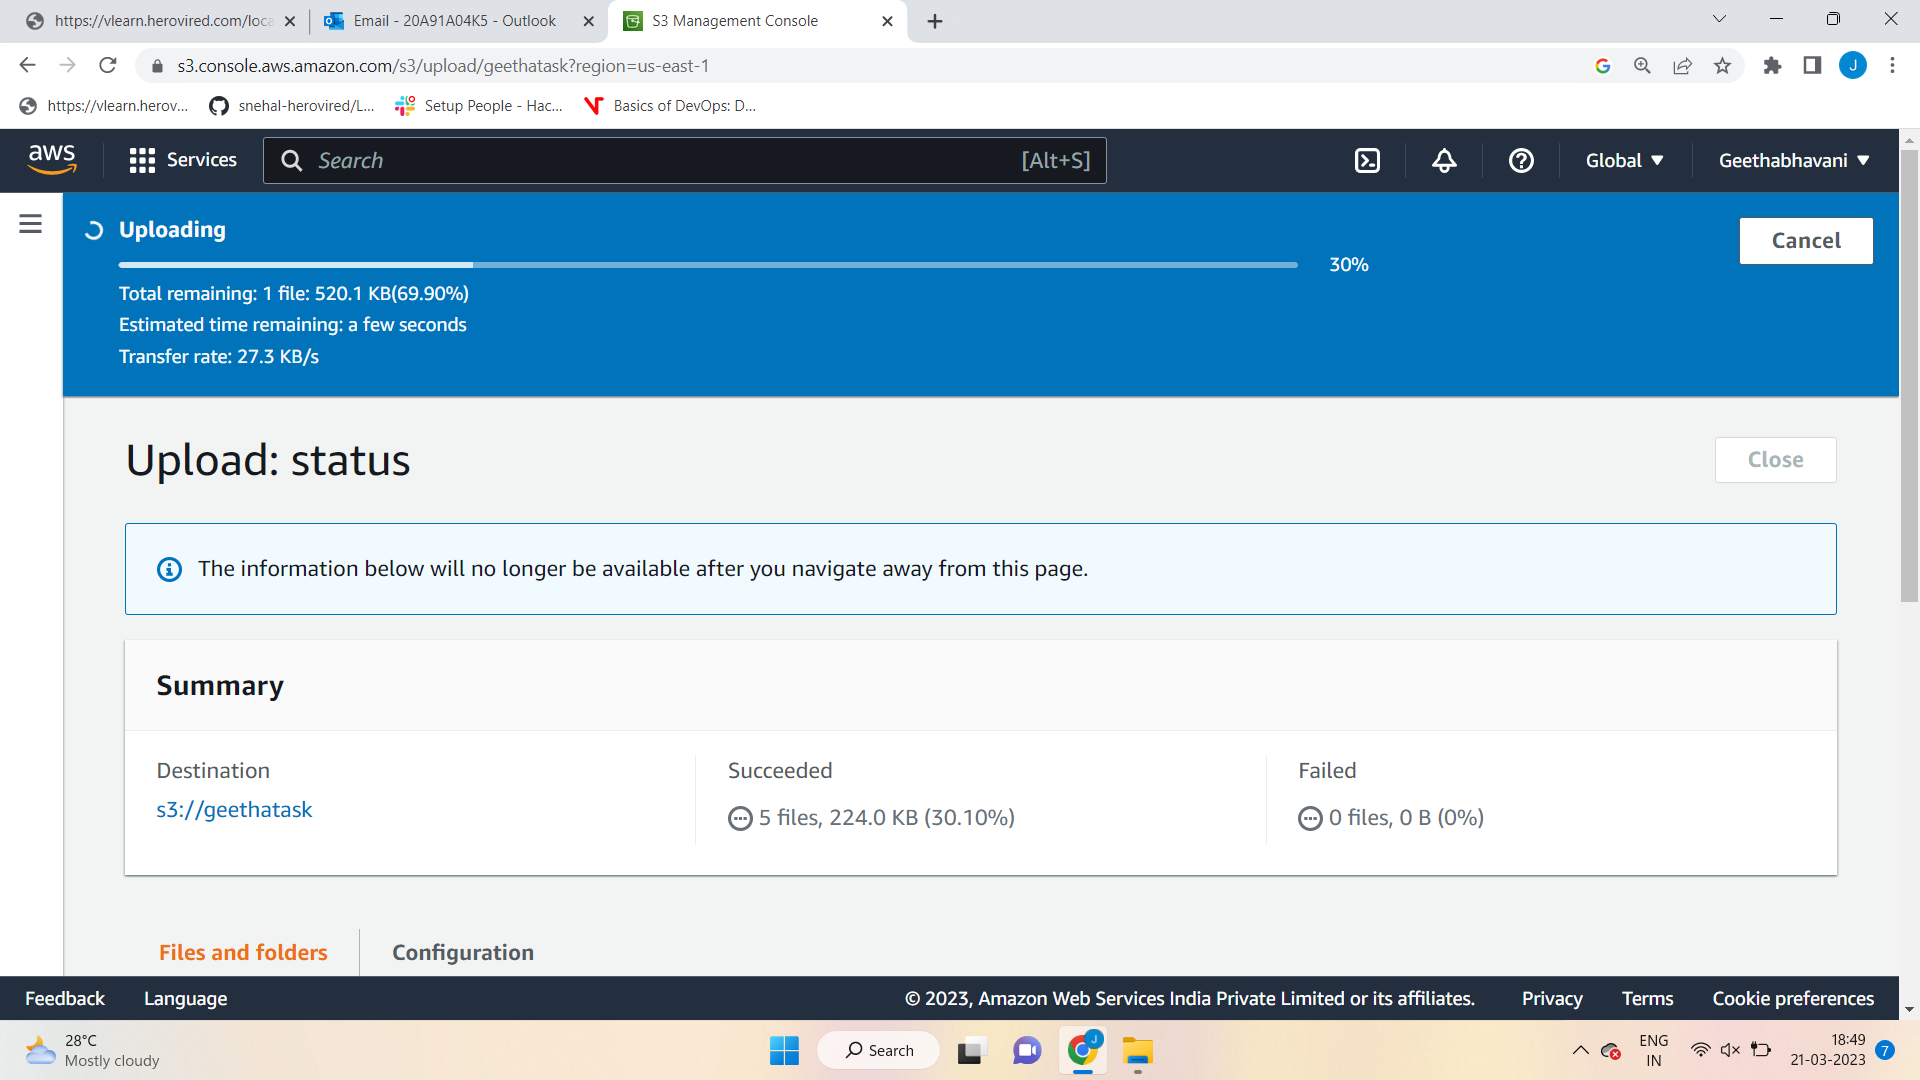 https://vlearn.herovired.com/loca
Email - 20A91A04K5 - Outlook
S3 Management Console
s3.console.aws.amazon.com/s3/upload/geethatask?region=us-east-1
J
https://vlearn.herov...
snehal-herovired/L...
Setup People - Hac...
Basics of DevOps: D...
aws
Services
Search
[Alt+S]
Global
Geethabhavani
Uploading
Cancel
30%
Total remaining: 1 file: 520.1 KB(69.90%)
Estimated time remaining: a few seconds
Transfer rate: 27.3 KB/s
Upload: status
Close
The information below will no longer be available after you navigate away from this page.
Summary
Destination
s3://geethatask
Succeeded
5 files, 224.0 KB (30.10%)
Failed
0 files, 0 B (0%)
Files and folders
Configuration
Feedback
Language
© 2023, Amazon Web Services India Private Limited or its affiliates.
Privacy
Terms
Cookie preferences
28°C
Mostly cloudy
Search
J
ENG
IN
18:49
21-03-2023
7